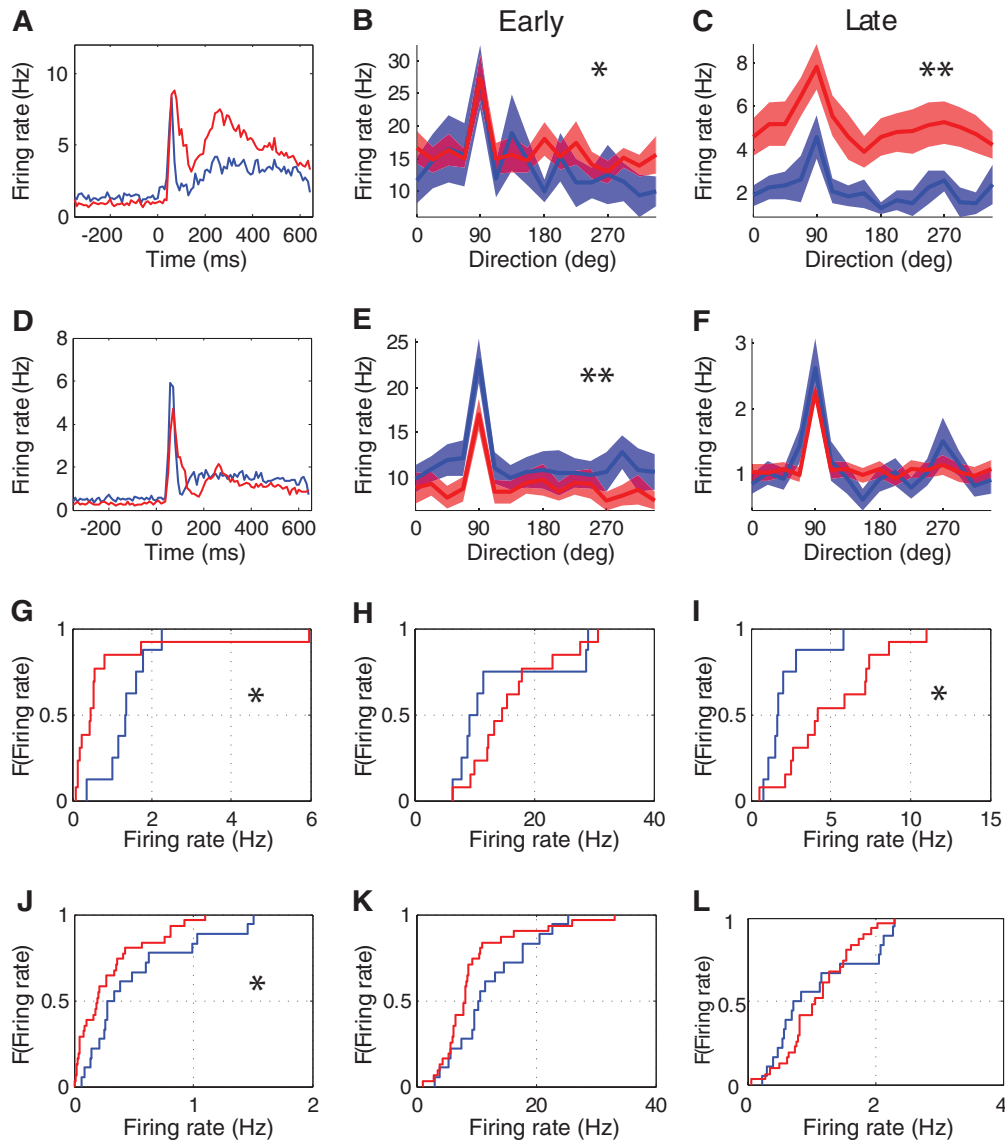 A
B
Early
C
Late
Firing rate (Hz)
10
5
0
-200
0
200
400
600
Time (ms)
Firing rate (Hz)
30
25
20
15
10
*
0
90
180
270
Direction (deg)
Firing rate (Hz)
8
6
4
2
**
0
90
180
270
Direction (deg)
D
E
F
Firing rate (Hz)
8
6
4
2
0
-200
0
200
400
600
Time (ms)
Firing rate (Hz)
25
20
15
10
**
0
90
180
270
Direction (deg)
Firing rate (Hz)
3
2
1
0
90
180
270
Direction (deg)
G
H
I
F(Firing rate)
1
0.5
0
*
0
2
4
6
Firing rate (Hz)
F(Firing rate)
1
0.5
0
0
20
40
Firing rate (Hz)
F(Firing rate)
1
0.5
0
*
0
5
10
15
Firing rate (Hz)
J
K
L
F(Firing rate)
1
0.5
0
*
0
1
2
Firing rate (Hz)
F(Firing rate)
1
0.5
0
0
20
40
Firing rate (Hz)
F(Firing rate)
1
0.5
0
0
2
4
Firing rate (Hz)